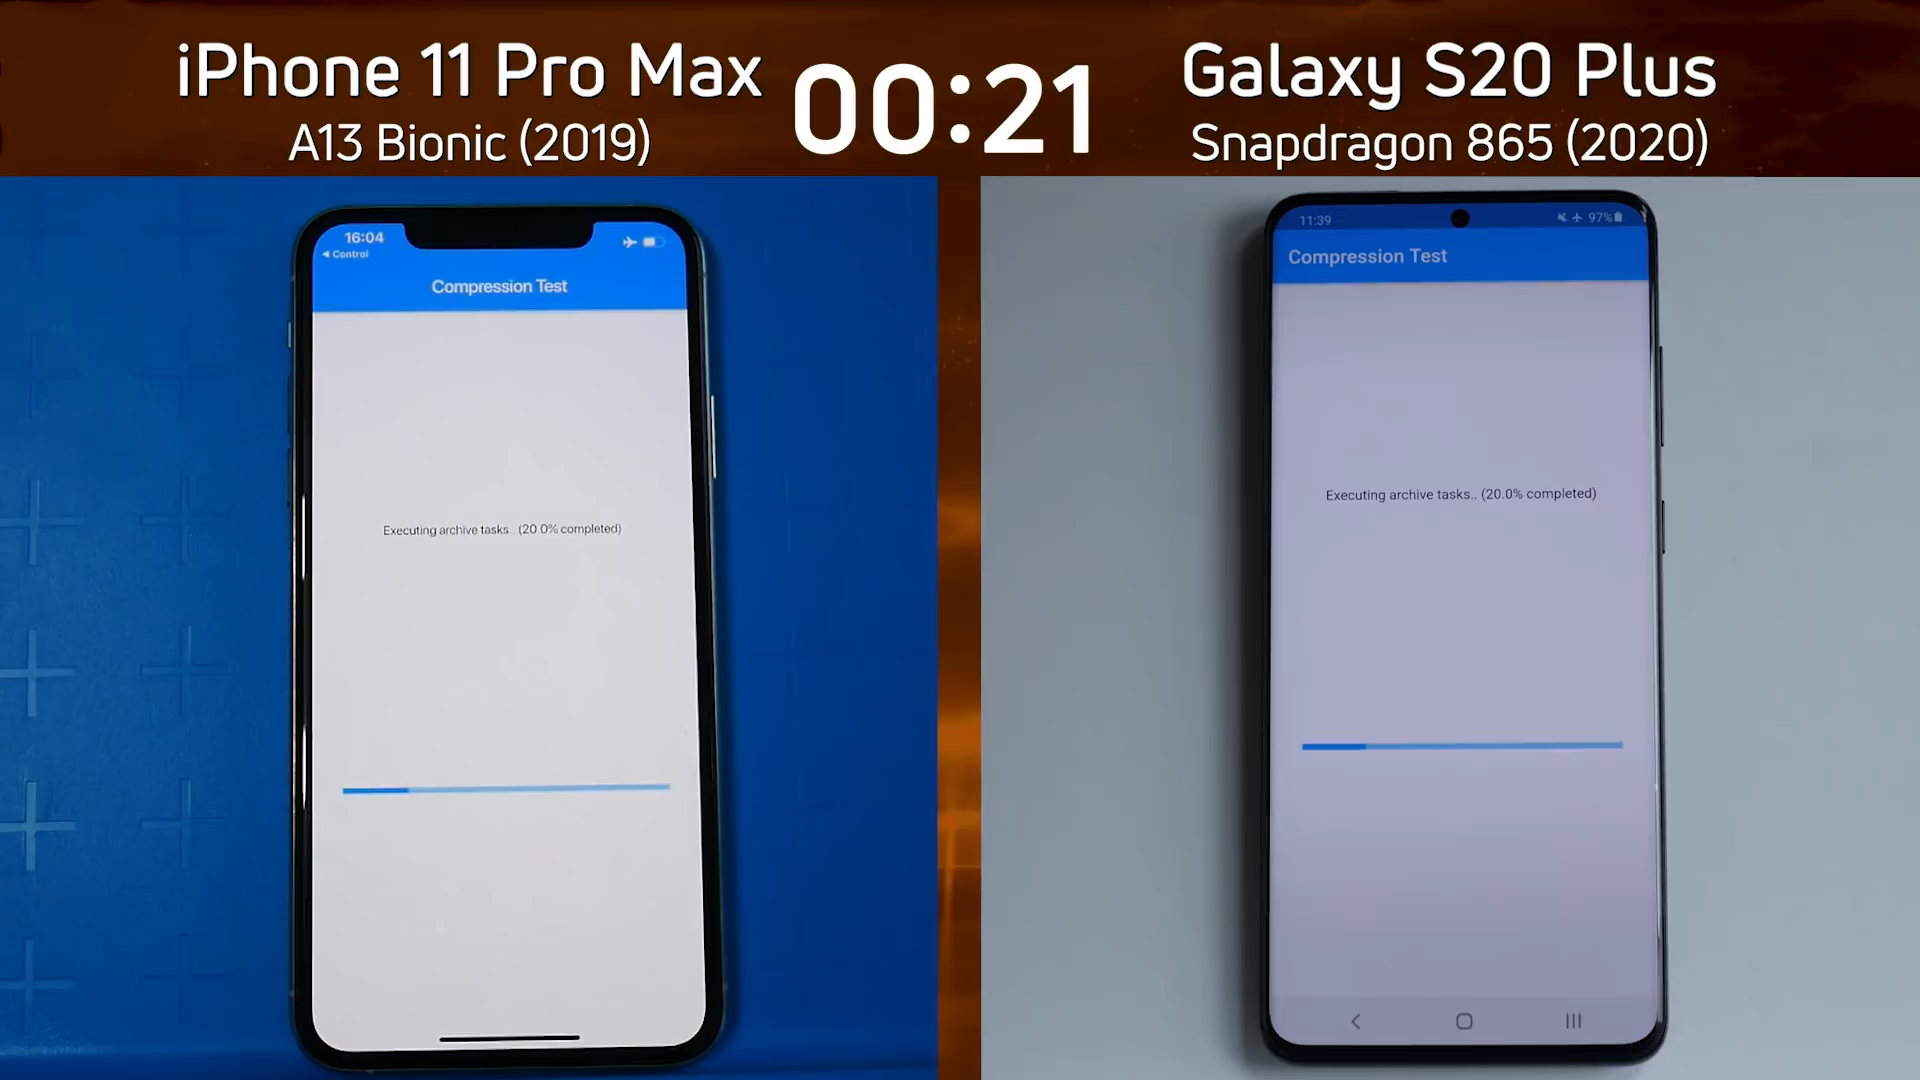 iPhone 11 Pro Max
A13 Bionic (2019)
00:21
Galaxy S20 Plus
Snapdragon 865 (2020)
16:04
◀ Control
Compression Test
Executing archive tasks.. (20.0% completed)
11:39
97%
Compression Test
Executing archive tasks.. (20.0% completed)